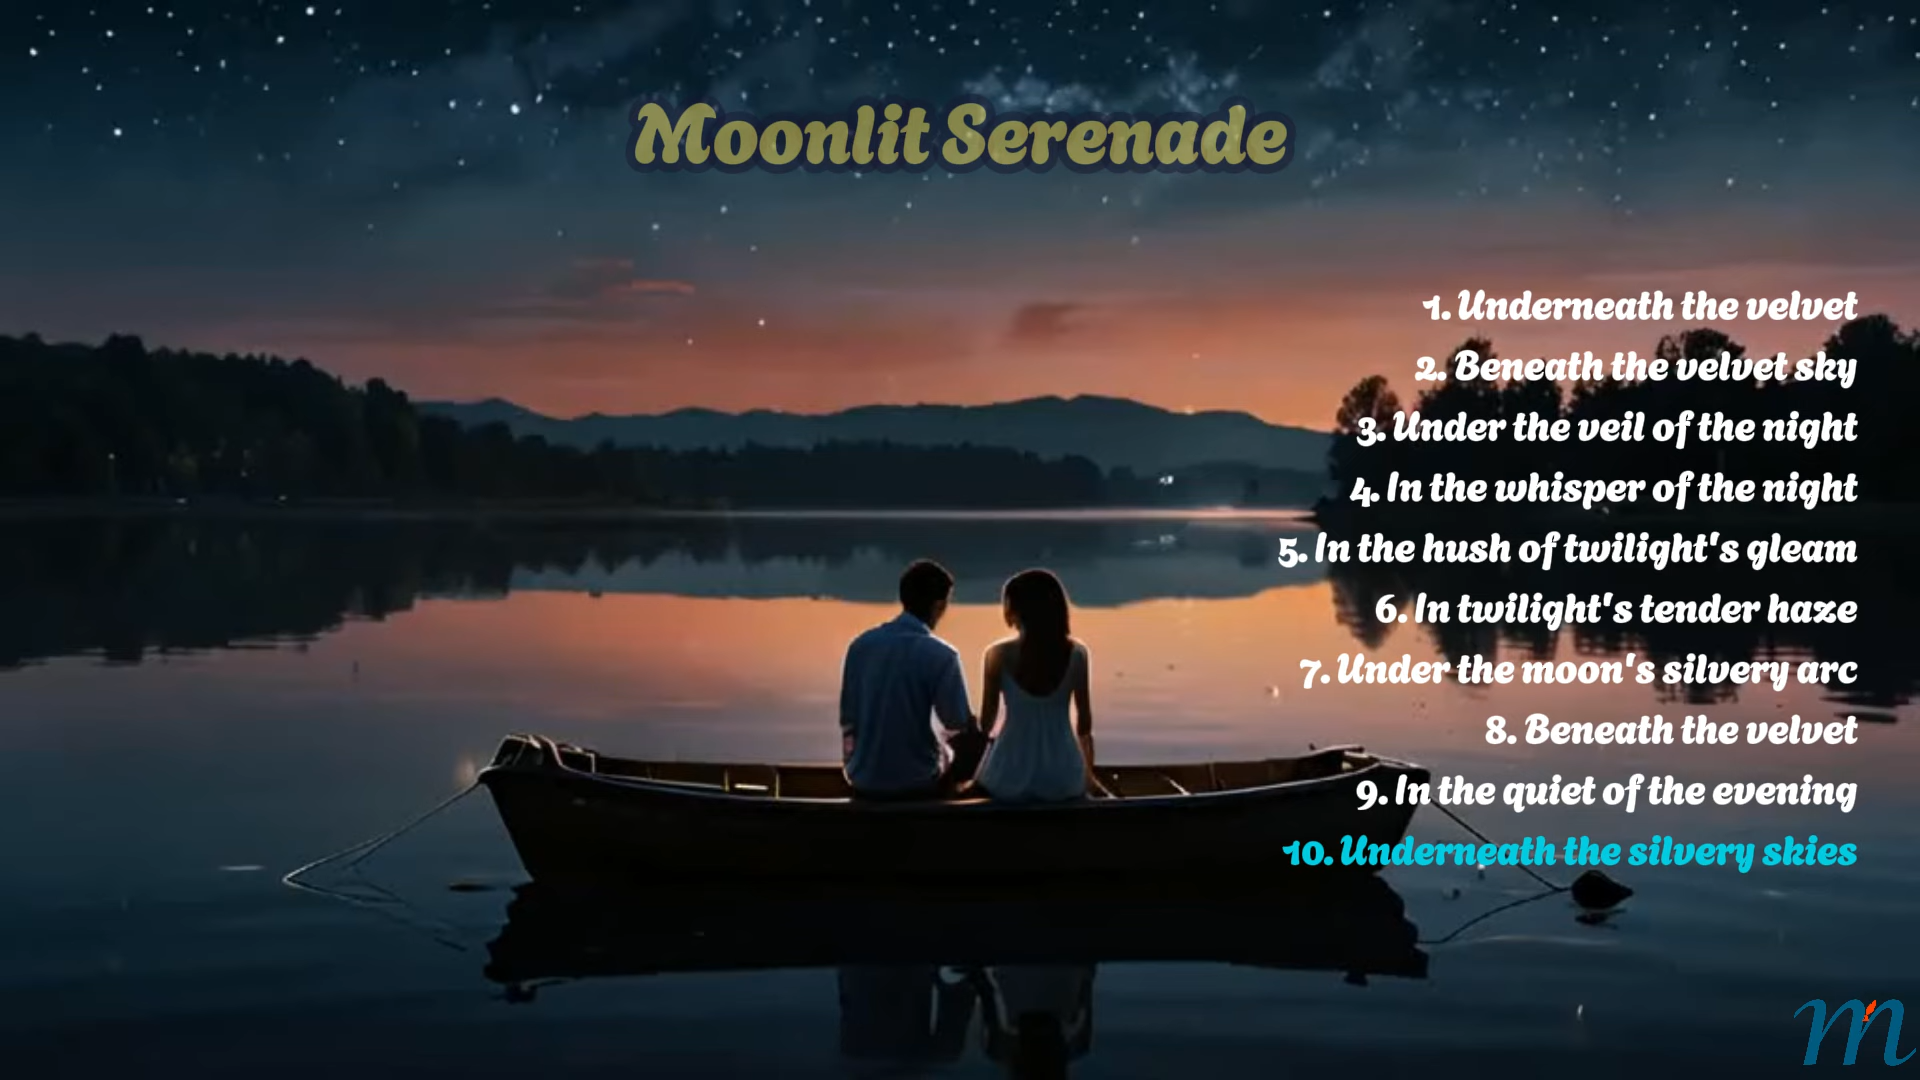 Moonlit Serenade
1. Underneath the velvet
2. Beneath the velvet sky
3. Under the veil of the night
4. In the whisper of the night
5. In the hush of twilight's gleam
6. In twilight's tender haze
7. Under the moon's silvery arc
8. Beneath the velvet
9. In the quiet of the evening
10. Underneath the silvery skies
m